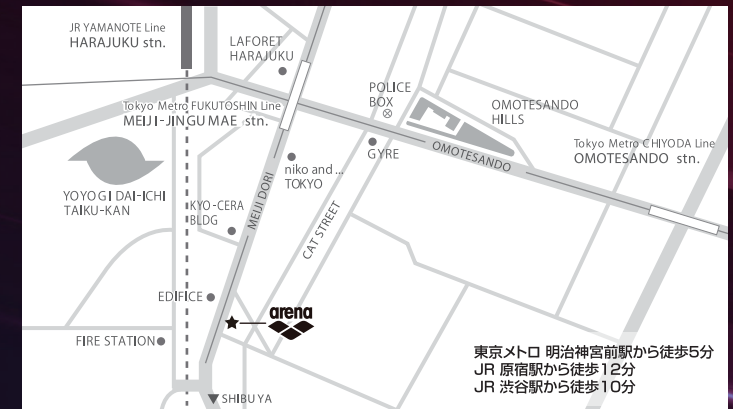 JR YAMANOTE Line
HARAJUKU stn.
LAFORET
HARAJUKU
POLICE
BOX
OMOTESANDO
HILLS
Tokyo Metro FUKUTOSHIN Line
MEIJI-JINGUMAE stn.
Tokyo Metro CHIYODA Line
OMOTESANDO stn.
GYRE
OMOTESANDO
niko and ...
TOKYO
YOYOGI DAI-ICHI
TAIKU-KAN
KYO-CERA
BLDG
MEIJI DORI
CAT STREET
EDIFICE
arena
FIRE STATION
東京メトロ 明治神宮前駅から徒歩5分
JR 原宿駅から徒歩12分
JR 渋谷駅から徒歩10分
SHIBUYA